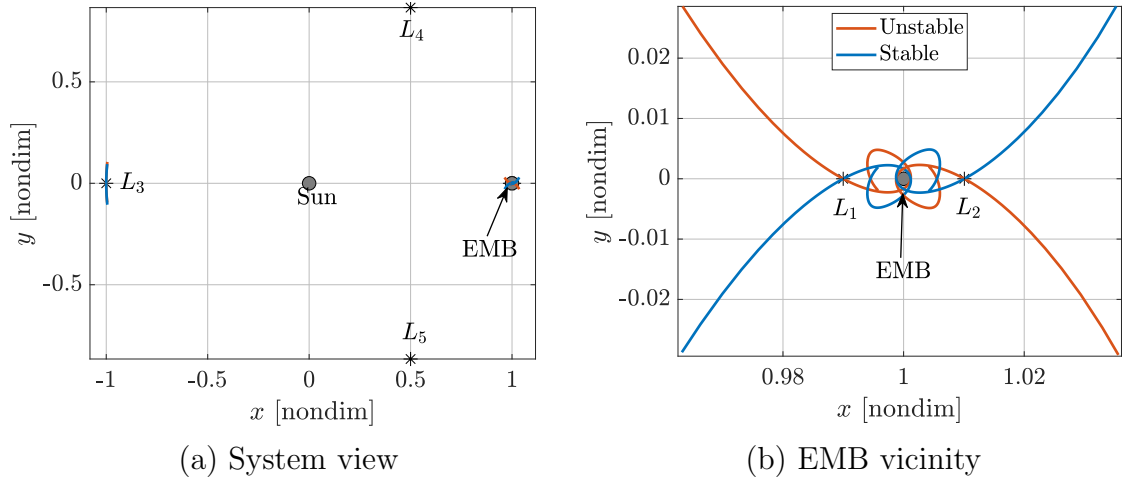 L4
0.5
L3
0
Sun
EMB
-0.5
L5
-1
-0.5
0
0.5
1
x [nondim]
y [nondim]
(a) System view
Unstable
Stable
0.02
0.01
0
-0.01
-0.02
L1
L2
EMB
0.98
1
1.02
x [nondim]
y [nondim]
(b) EMB vicinity